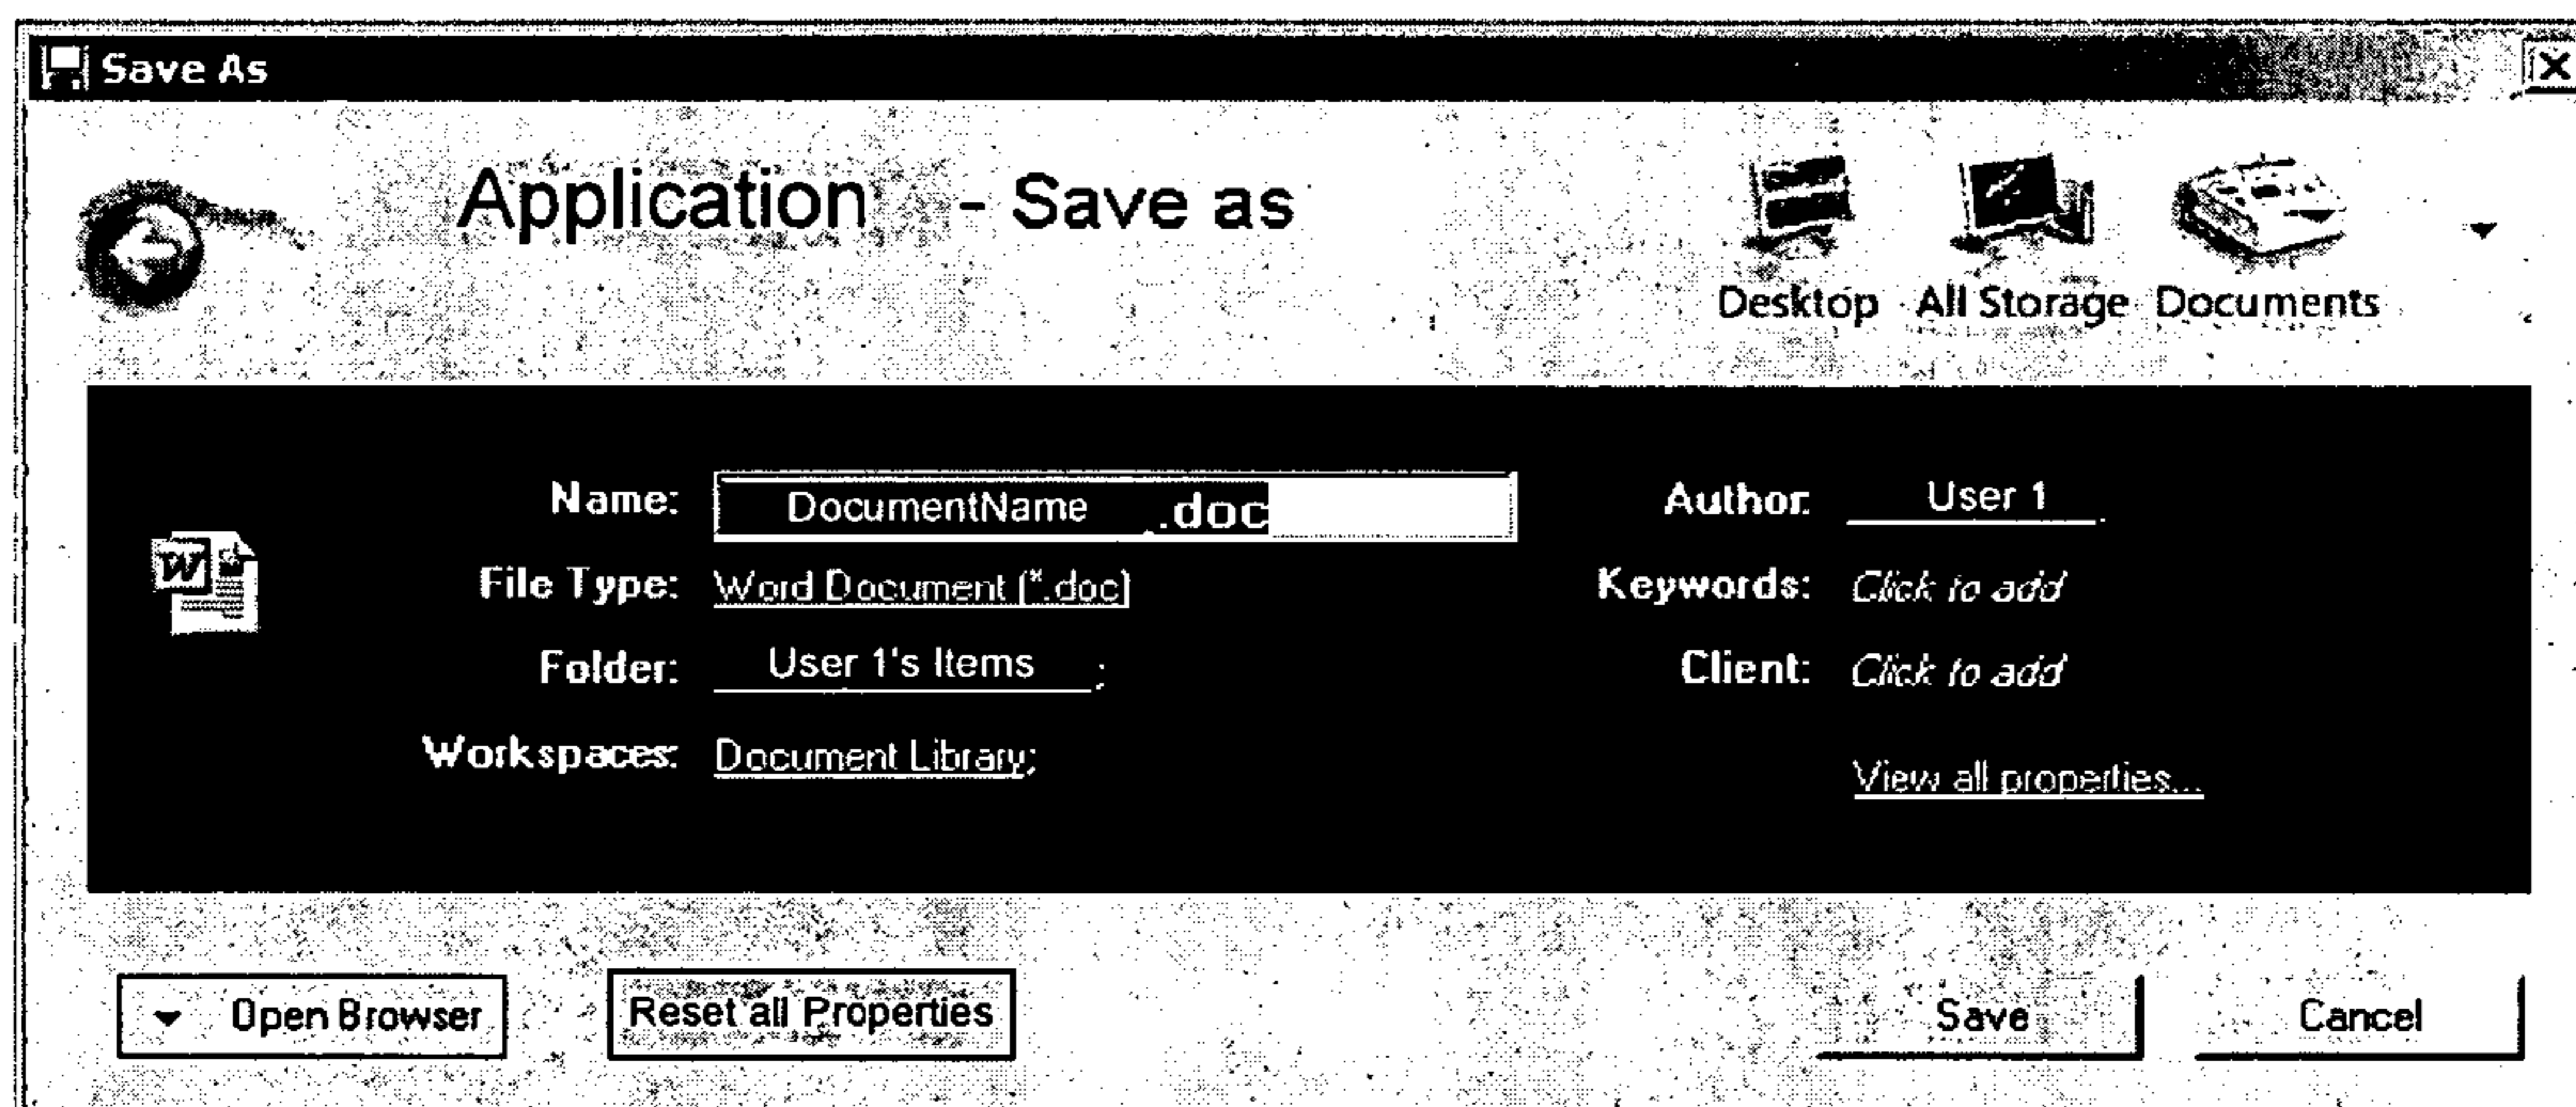 Save As
Application - Save as
Desktop All Storage Documents
Name: DocumentName .doc
Author: User 1
File Type: Word Document (*.doc)
Keywords: Click to add
Folder: User 1's Items ;
Client: Click to add
Workspaces: Document Library;
View all properties...
Open Browser
Reset all Properties
Save
Cancel